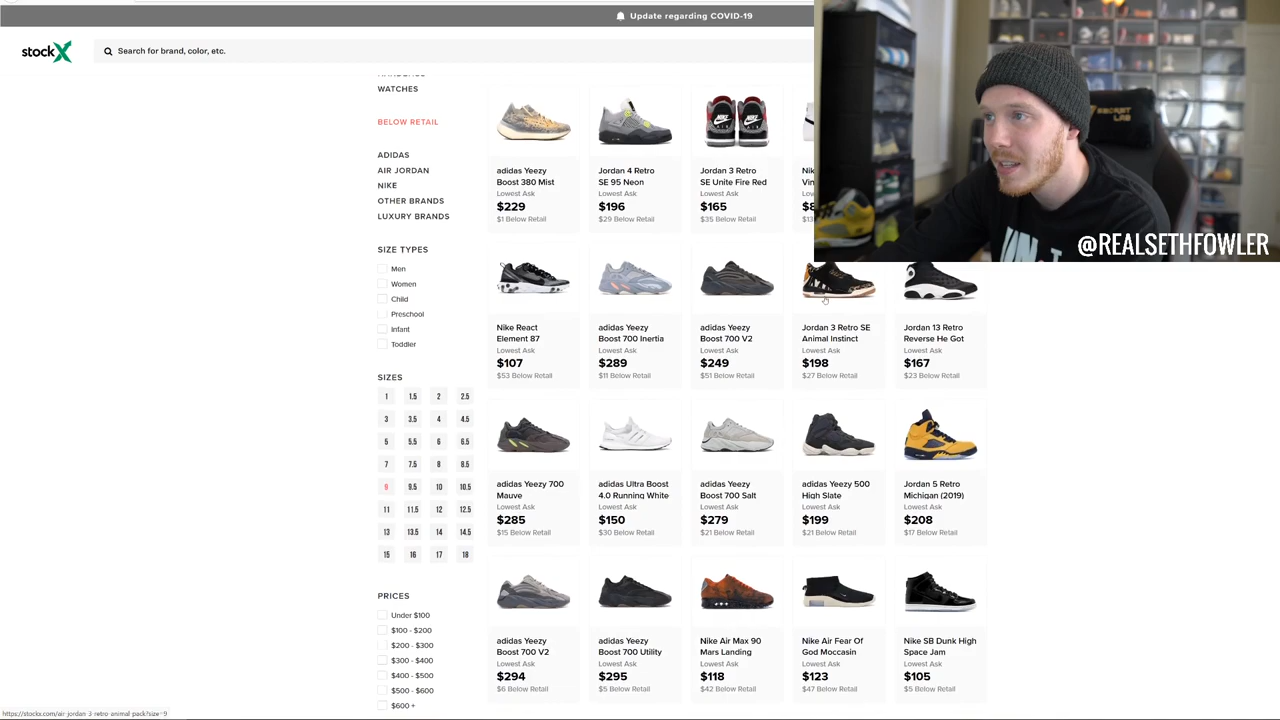 Update regarding COVID-19
stockX
Search for brand, color, etc.
WATCHES
BELOW RETAIL
ADIDAS
AIR JORDAN
NIKE
OTHER BRANDS
LUXURY BRANDS
SIZE TYPES
Men
Women
Child
Preschool
Infant
Toddler
SIZES
1 1.5 2 2.5
3 3.5 4 4.5
5 5.5 6 6.5
7 7.5 8 8.5
9 9.5 10 10.5
11 11.5 12 12.5
13 13.5 14 14.5
15 16 17 18
PRICES
Under $100
$100 - $200
$200 - $300
$300 - $400
$400 - $500
$500 - $600
$600 +
adidas Yeezy
Boost 380 Mist
Lowest Ask
$229
$1 Below Retail
Jordan 4 Retro
SE 95 Neon
Lowest Ask
$196
$29 Below Retail
Jordan 3 Retro
SE Unite Fire Red
Lowest Ask
$165
$35 Below Retail
@REALSETHFOWLER
Nike React
Element 87
Lowest Ask
$107
$53 Below Retail
adidas Yeezy
Boost 700 Inertia
Lowest Ask
$289
$11 Below Retail
adidas Yeezy
Boost 700 V2
Lowest Ask
$249
$51 Below Retail
Jordan 3 Retro SE
Animal Instinct
Lowest Ask
$198
$27 Below Retail
Jordan 13 Retro
Reverse He Got
Lowest Ask
$167
$23 Below Retail
adidas Yeezy 700
Mauve
Lowest Ask
$285
$15 Below Retail
adidas Ultra Boost
4.0 Running White
Lowest Ask
$150
$30 Below Retail
adidas Yeezy
Boost 700 Salt
Lowest Ask
$279
$21 Below Retail
adidas Yeezy 500
High Slate
Lowest Ask
$199
$21 Below Retail
Jordan 5 Retro
Michigan (2019)
Lowest Ask
$208
$17 Below Retail
adidas Yeezy
Boost 700 V2
Lowest Ask
$294
$6 Below Retail
adidas Yeezy
Boost 700 Utility
Lowest Ask
$295
$5 Below Retail
Nike Air Max 90
Mars Landing
Lowest Ask
$118
$42 Below Retail
Nike Air Fear Of
God Moccasin
Lowest Ask
$123
$47 Below Retail
Nike SB Dunk High
Space Jam
Lowest Ask
$105
$5 Below Retail
https://stockx.com/air-jordan-3-retro-animal-pack?size=9